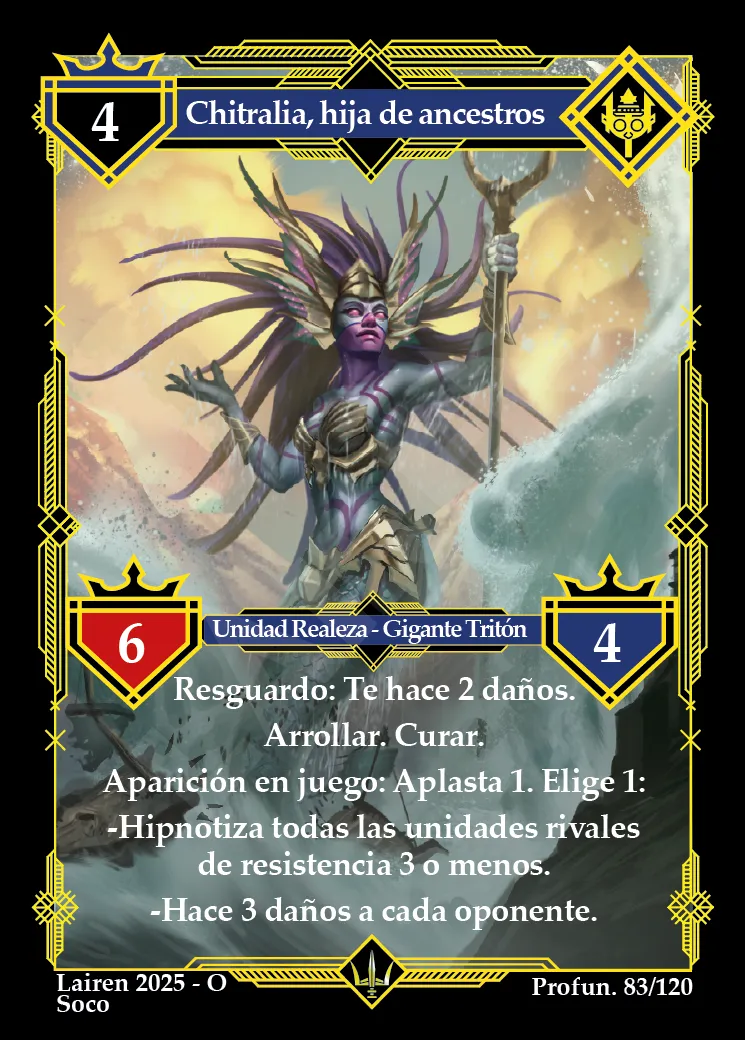 4
Chitralia, hija de ancestros
6
Unidad Realeza - Gigante Tritón
4
Resguardo: Te hace 2 daños.
Arrollar. Curar.
Aparición en juego: Aplasta 1. Elige 1:
-Hipnotiza todas las unidades rivales
de resistencia 3 o menos.
-Hace 3 daños a cada oponente.
Lairen 2025 - O
Soco
Profun. 83/120